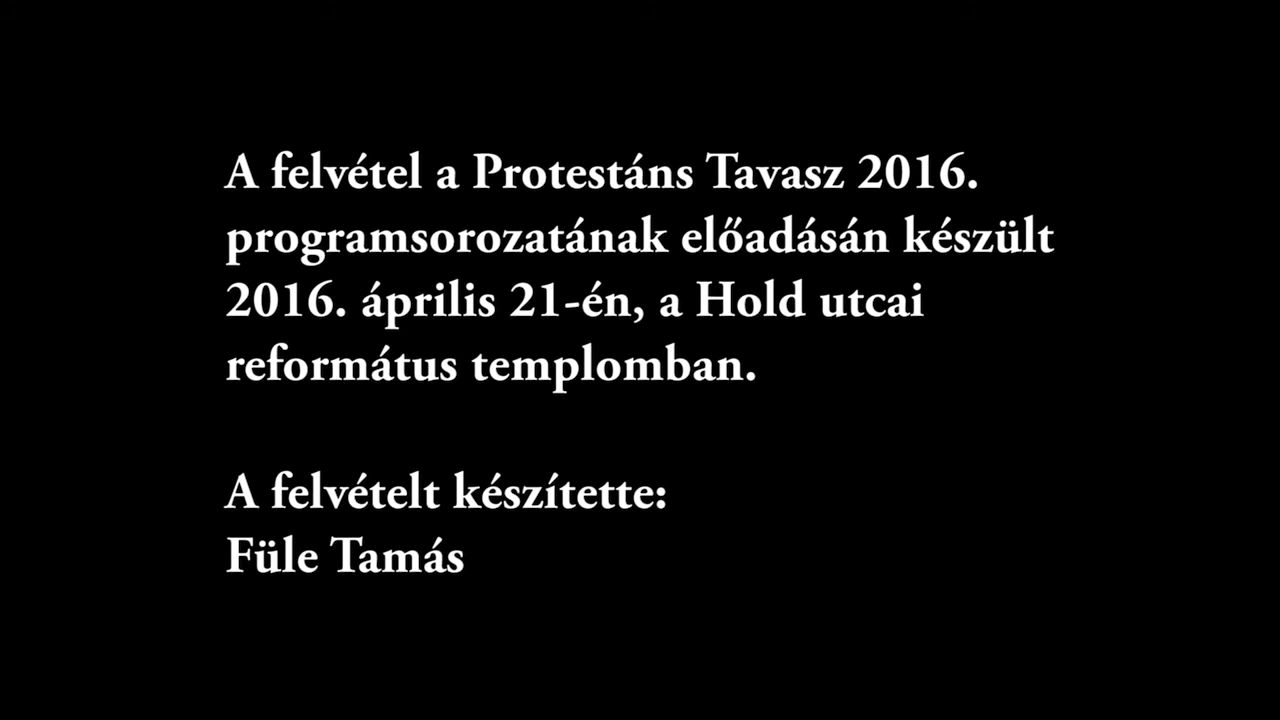 A felvétel a Protestáns Tavasz 2016.
programsorozatának előadásán készült
2016. április 21-én, a Hold utcai
református templomban.
A felvételt készítette:
Füle Tamás